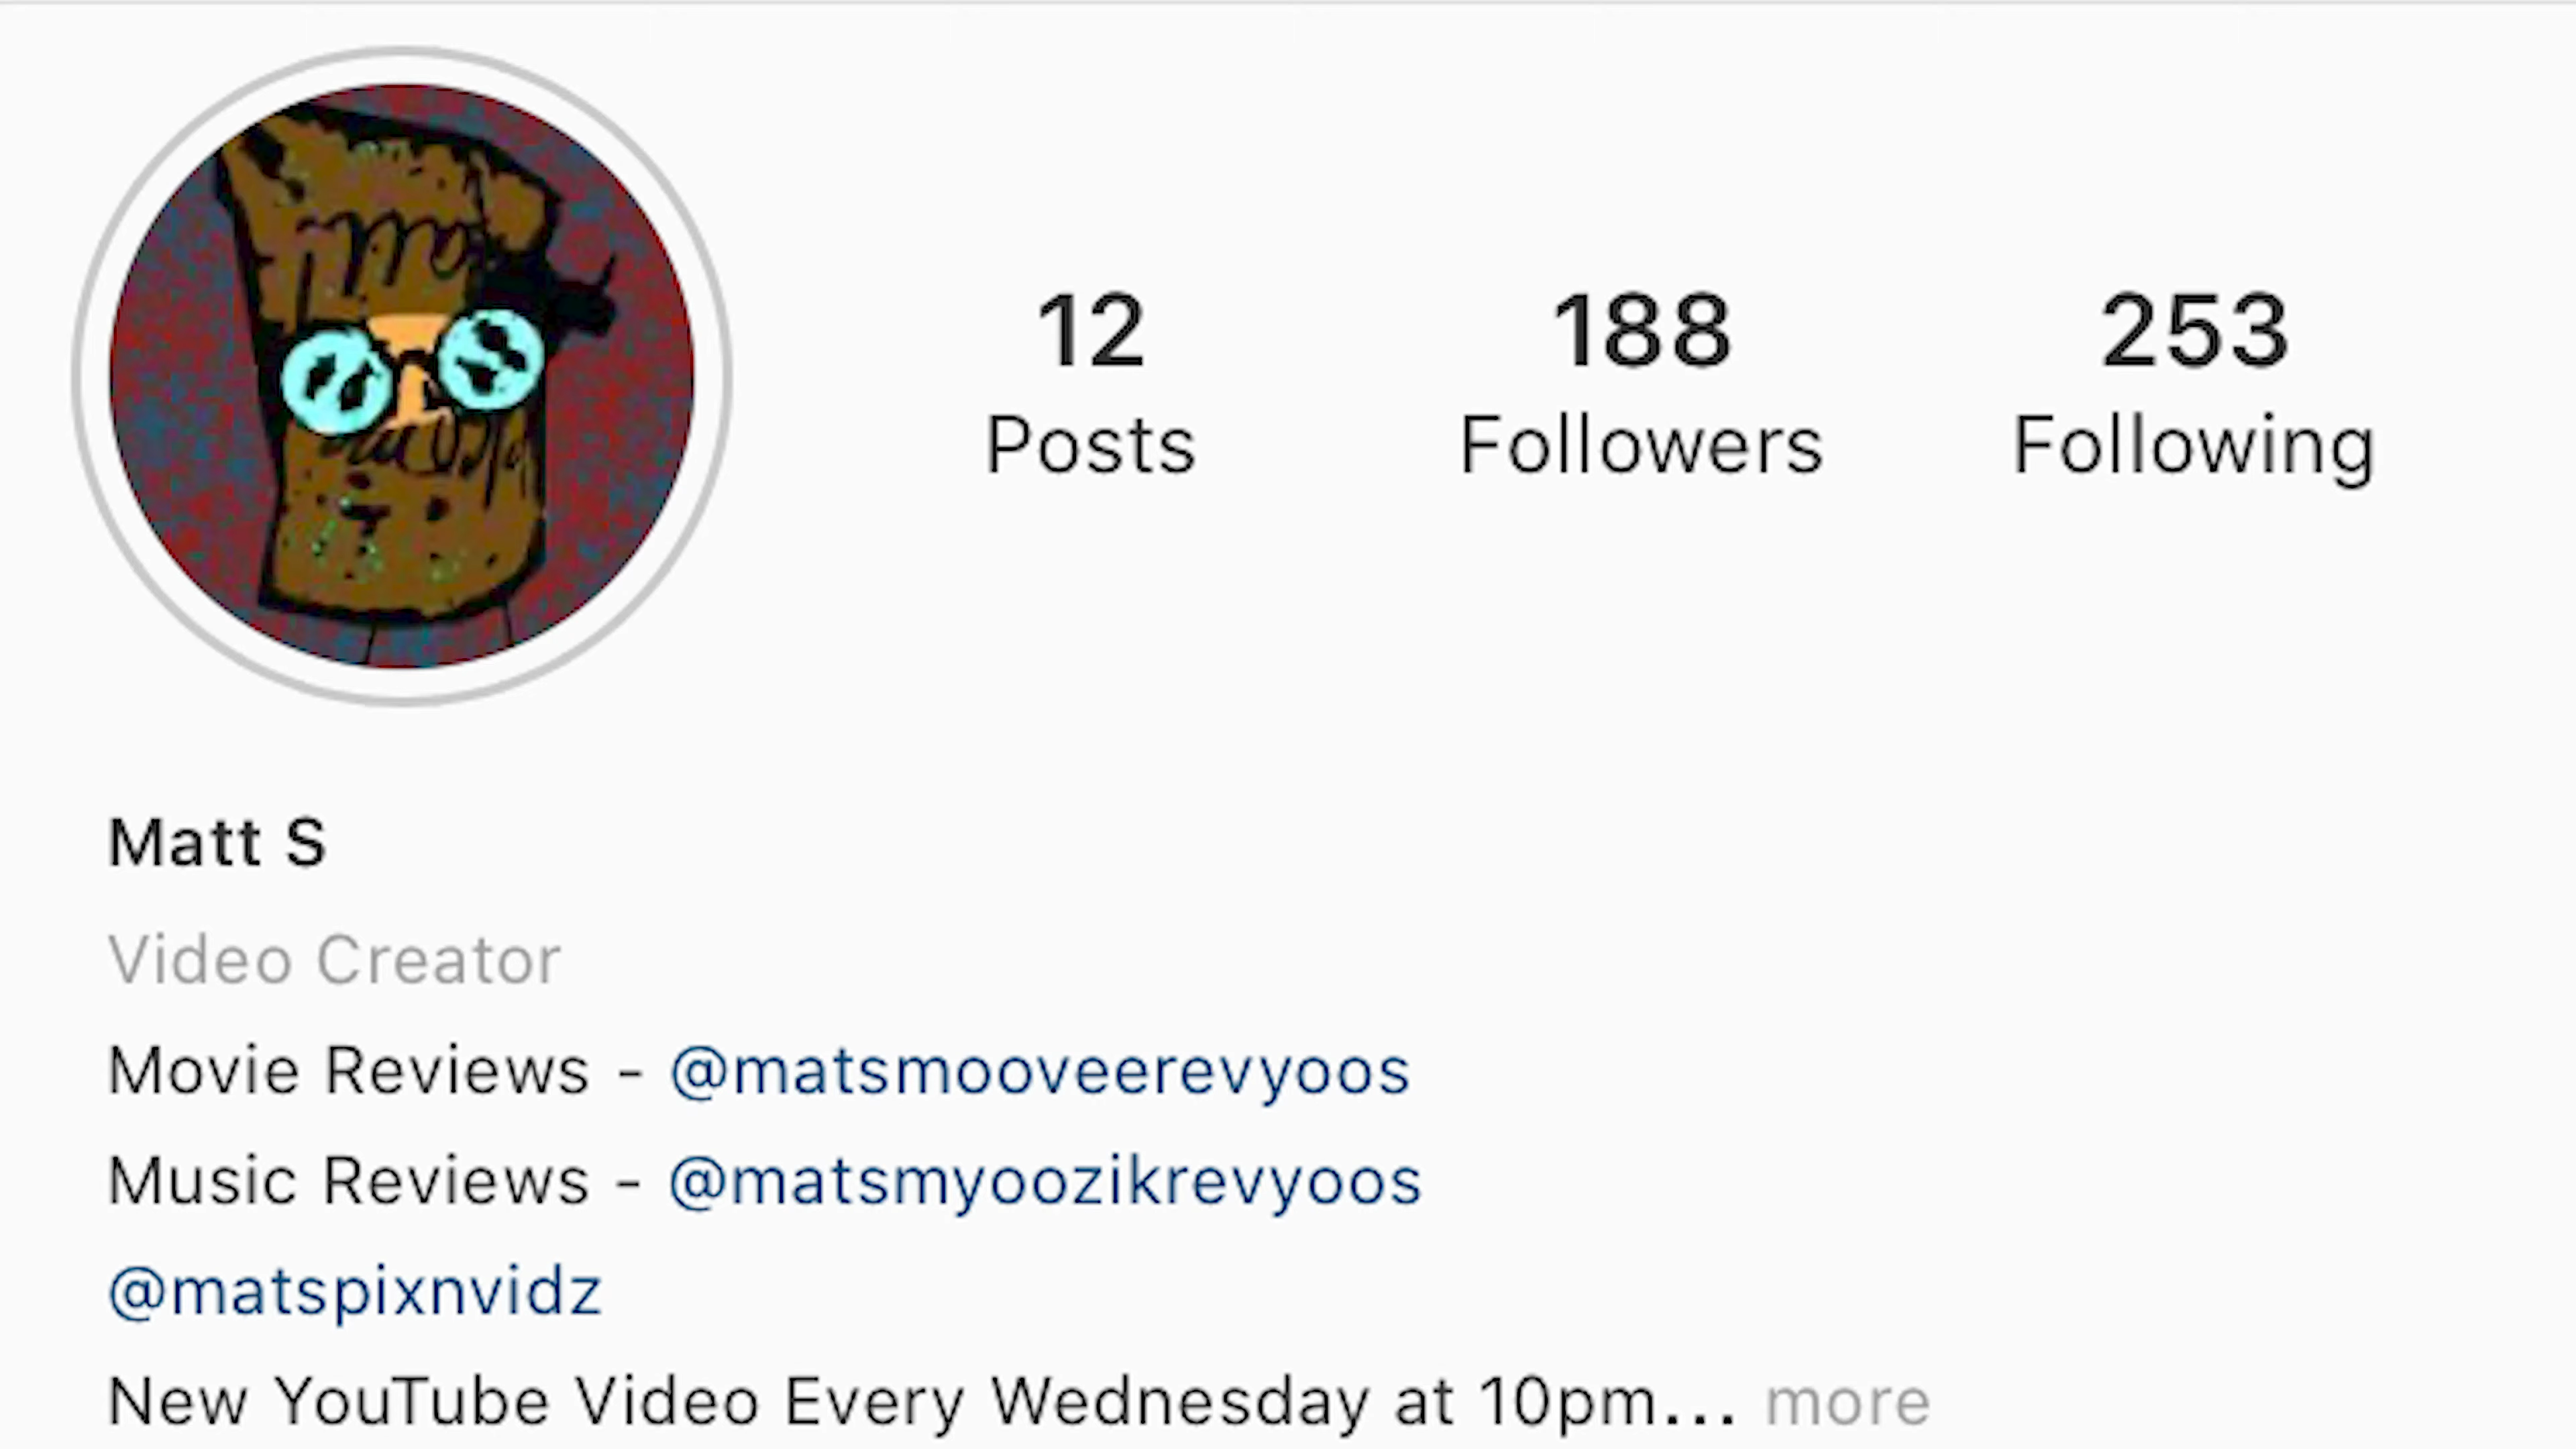 12 188 253
Posts Followers Following
Matt S
Video Creator
Movie Reviews - @matsmooveerevyoos
Music Reviews - @matsmyoozikrevyoos
@matspixnvidz
New YouTube Video Every Wednesday at 10pm... more